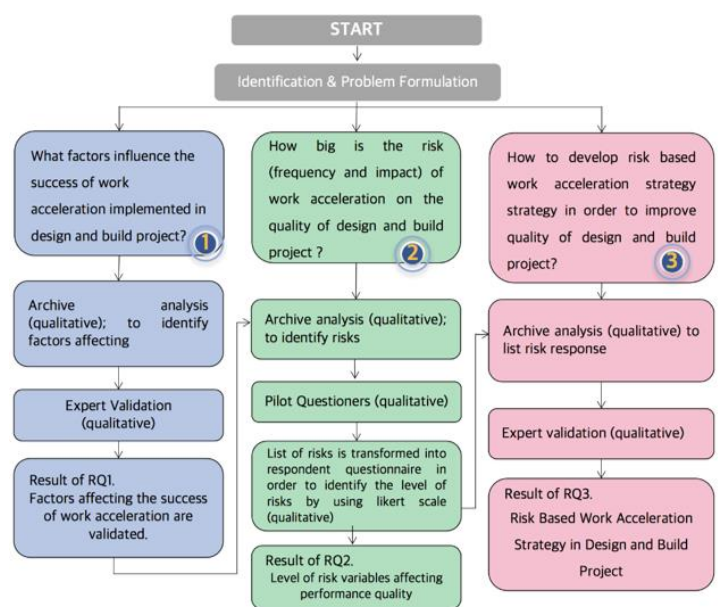 START
Identification & Problem Formulation
What factors influence the
success of work
acceleration implemented in
design and build project?
1
Archive analysis
(qualitative); to identify
factors affecting
Expert Validation
(qualitative)
Result of RQ1.
Factors affecting the success
of work acceleration are
validated.
How big is the risk
(frequency and impact) of
work acceleration on the
quality of design and build
project ?
2
Archive analysis (qualitative);
to identify risks
Pilot Questioners (qualitative)
List of risks is transformed into
respondent questionnaire in
order to identify the level of
risks by using likert scale
(qualitative)
Result of RQ2.
Level of risk variables affecting
performance quality
How to develop risk based
work acceleration strategy
strategy in order to improve
quality of design and build
project?
3
Archive analysis (qualitative) to
list risk response
Expert validation (qualitative)
Result of RQ3.
Risk Based Work Acceleration
Strategy in Design and Build
Project